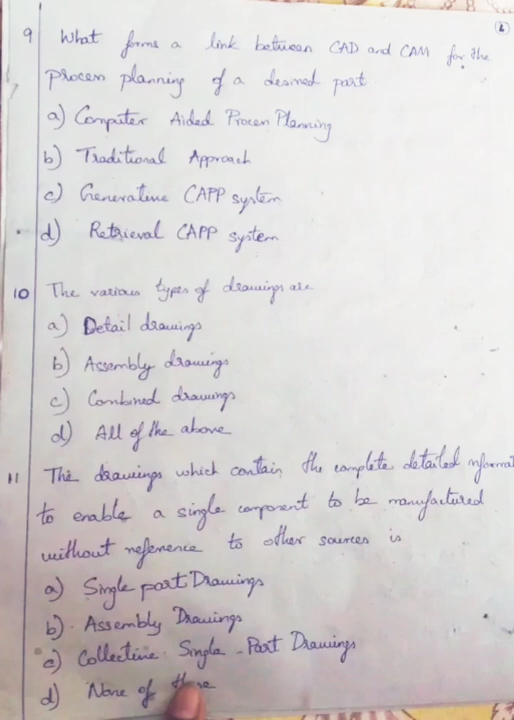 2
9 What forms a link between CAD and CAM for the
process planning of a desired part
a) Computer Aided Process Planning
b) Traditional Approach
c) Generative CAPP system
d) Retrieval CAPP system
10 The various types of drawings are
a) Detail drawings
b) Assembly drawings
c) Combined drawings
d) All of the above
11 The drawings which contain the complete detailed informat
to enable a single component to be manufactured
without reference to other sources is
a) Single part Drawings
b) Assembly Drawings
c) Collective Single-Part Drawings
d) None of these